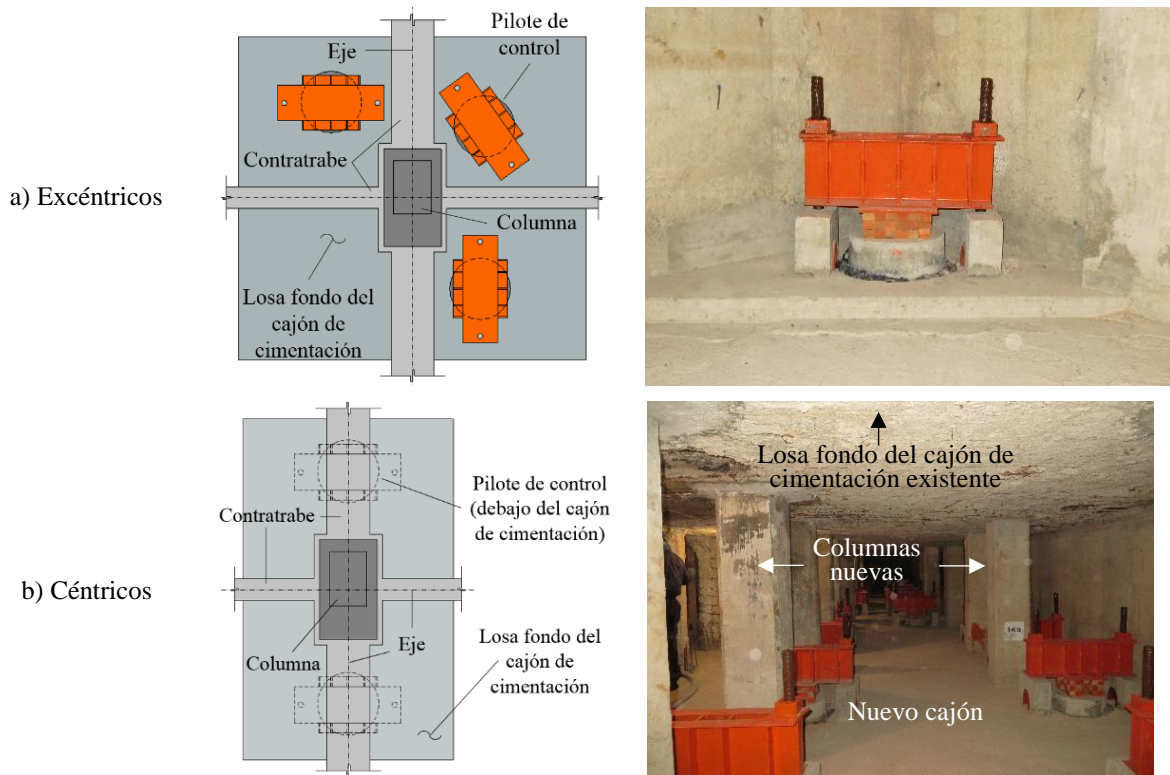 Eje
Pilote de
control
Contratrabe
Columna
Losa fondo del
cajón de
cimentación
a) Excéntricos
Contratrabe
Pilote de control
(debajo del cajón
de cimentación)
Columna
Eje
Losa fondo del
cajón de
cimentación
b) Céntricos
Losa fondo del cajón de
cimentación existente
Columnas
nuevas
Nuevo cajón